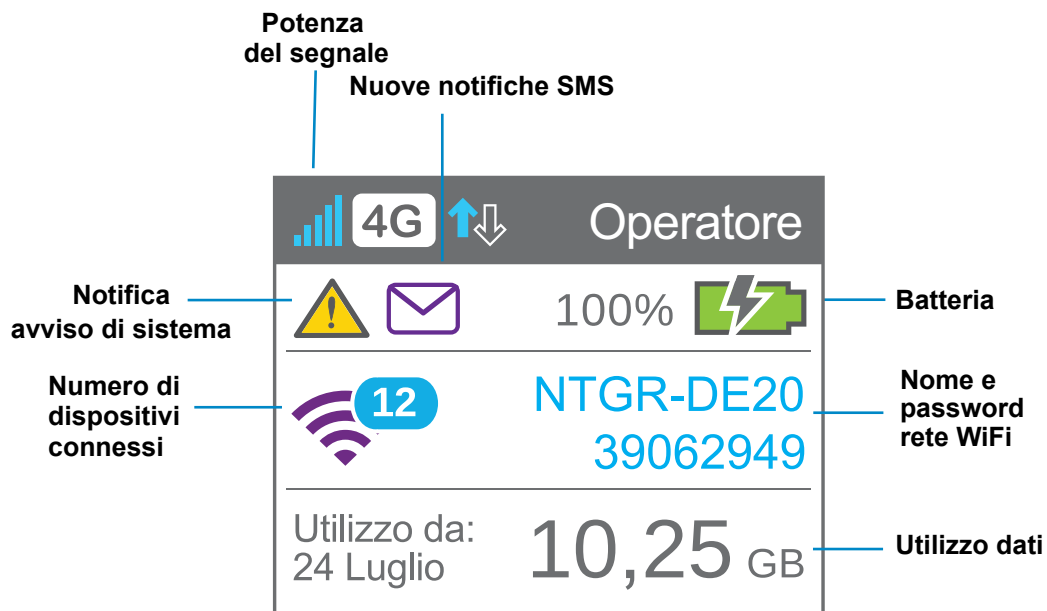 Potenza
del segnale
Nuove notifiche SMS
4G
Operatore
Notifica
avviso di sistema
100%
Batteria
Numero di
dispositivi
connessi
12
NTGR-DE20
39062949
Nome e
password
rete WiFi
Utilizzo da:
24 Luglio
10,25 GB
Utilizzo dati